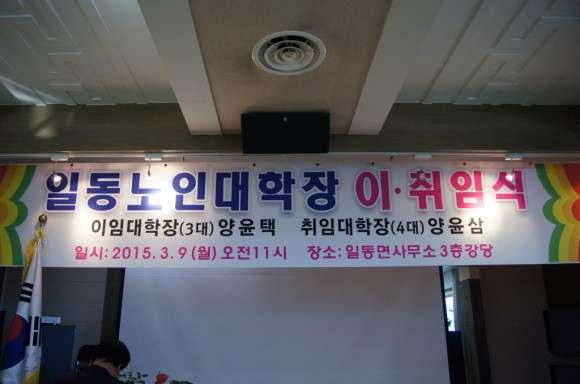 일동노인대학장 이·취임식
이임대학장(3대) 양윤택 취임대학장(4대) 양윤삼
일시: 2015. 3. 9 (월) 오전11시 장소: 일동면사무소 3층강당